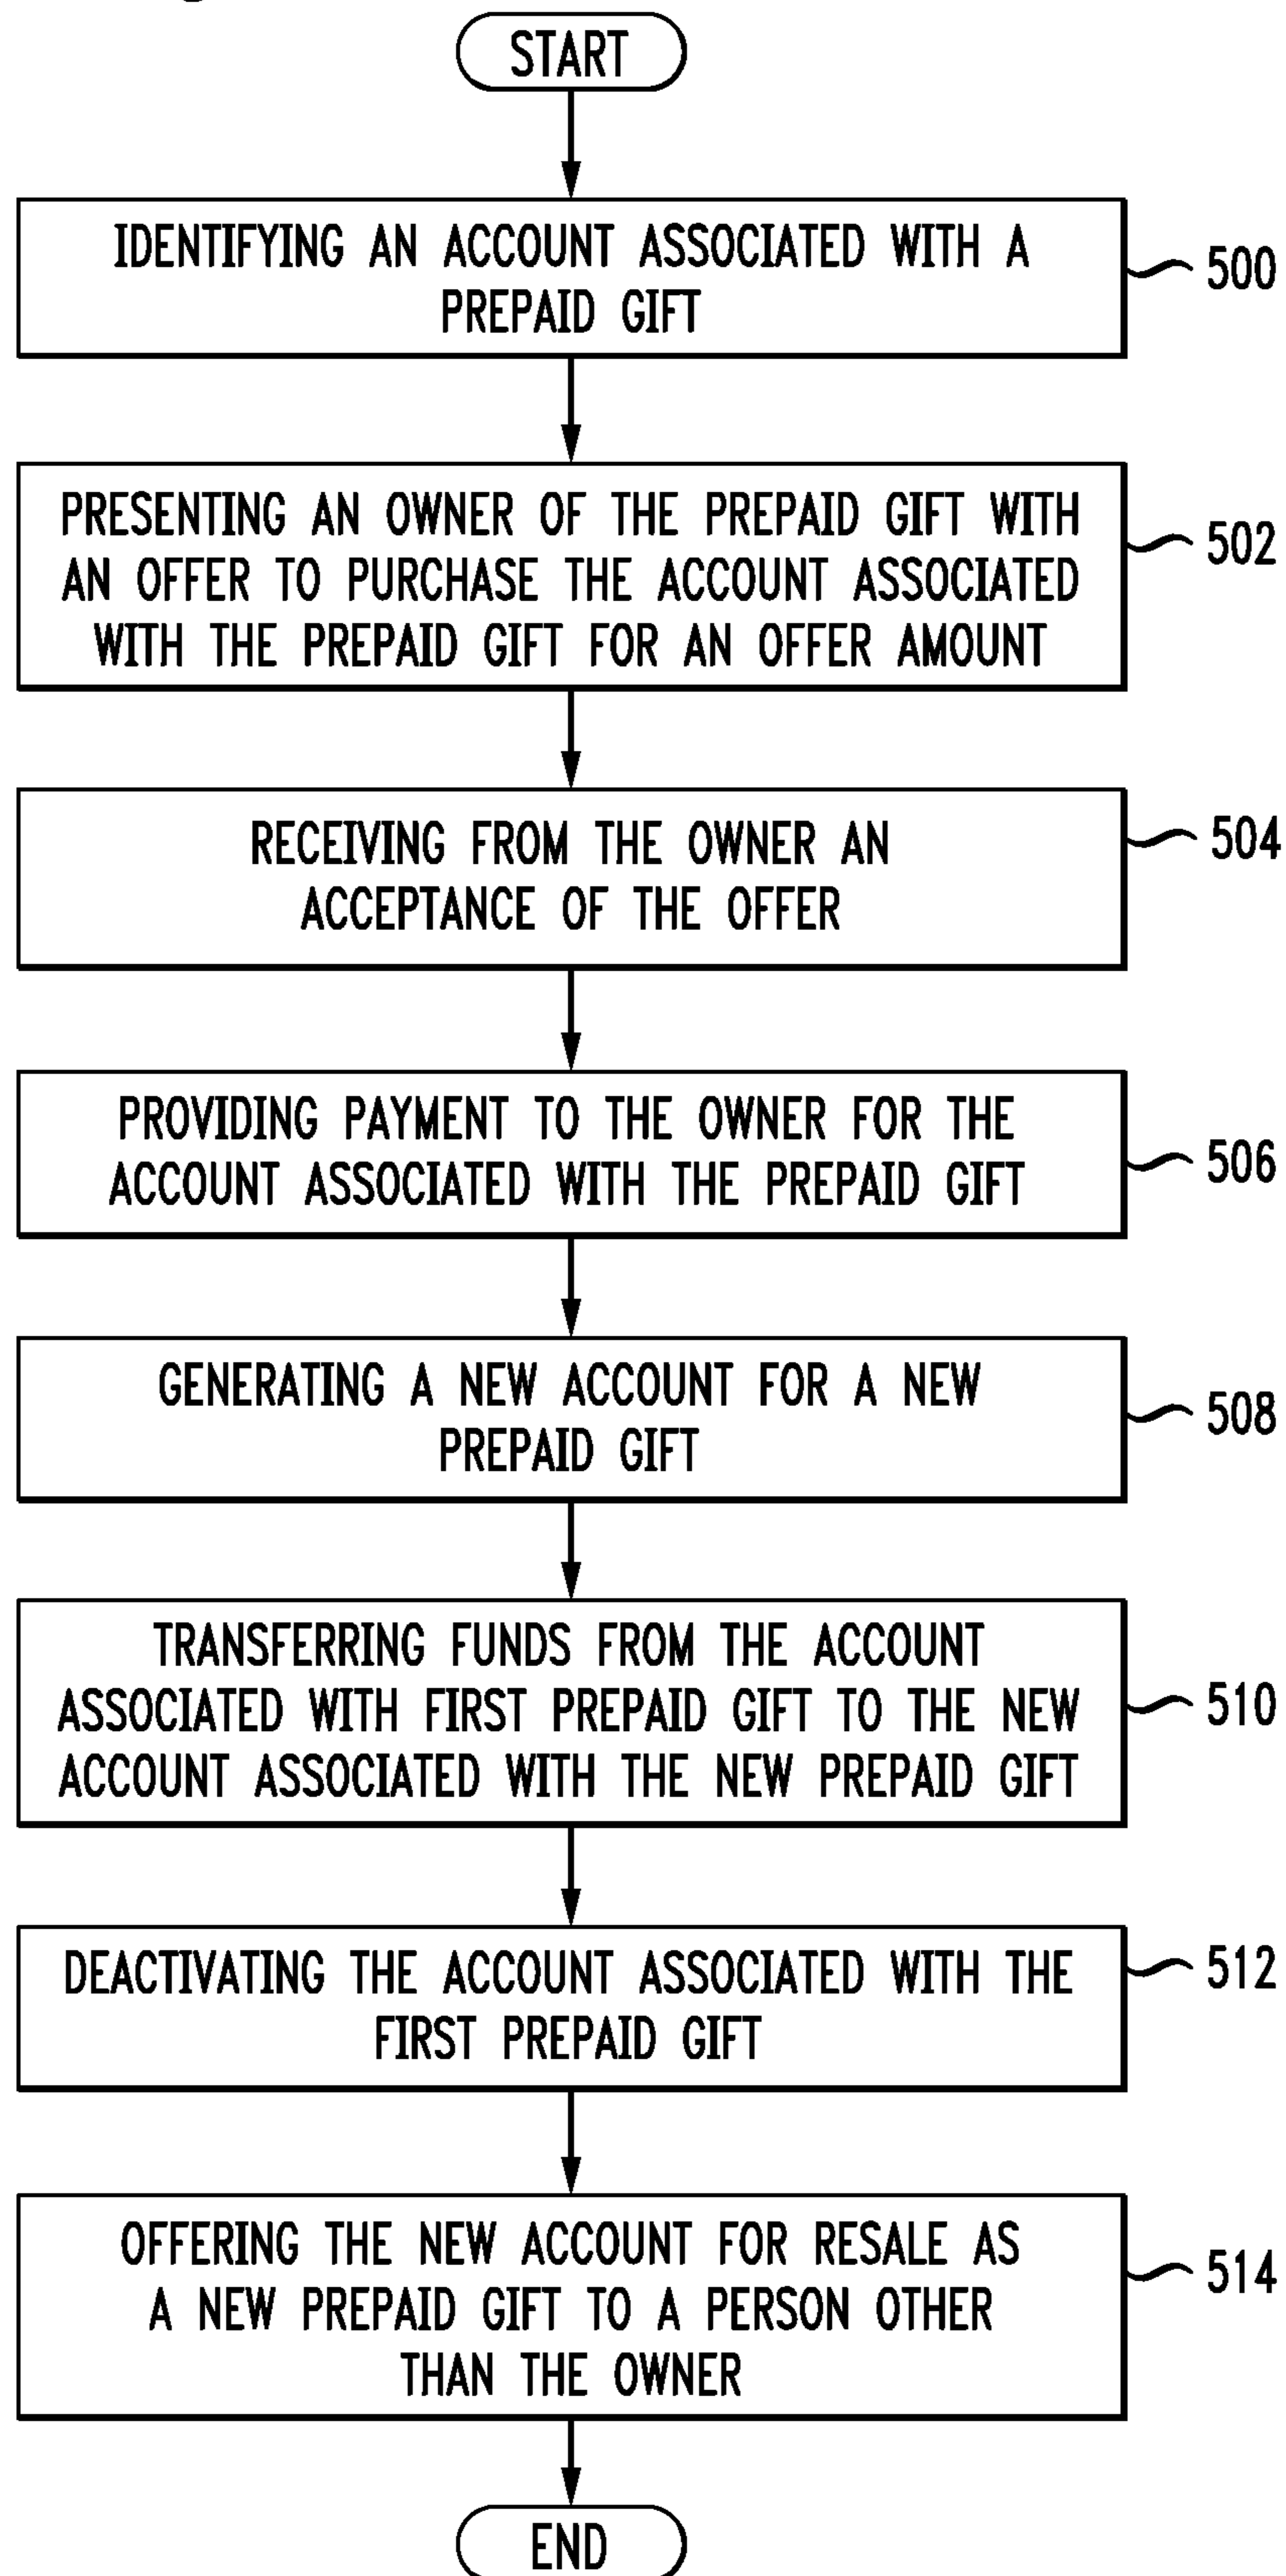 START
IDENTIFYING AN ACCOUNT ASSOCIATED WITH A
PREPAID GIFT
500
PRESENTING AN OWNER OF THE PREPAID GIFT WITH
AN OFFER TO PURCHASE THE ACCOUNT ASSOCIATED
WITH THE PREPAID GIFT FOR AN OFFER AMOUNT
502
RECEIVING FROM THE OWNER AN
ACCEPTANCE OF THE OFFER
504
PROVIDING PAYMENT TO THE OWNER FOR THE
ACCOUNT ASSOCIATED WITH THE PREPAID GIFT
506
GENERATING A NEW ACCOUNT FOR A NEW
PREPAID GIFT
508
TRANSFERRING FUNDS FROM THE ACCOUNT
ASSOCIATED WITH FIRST PREPAID GIFT TO THE NEW
ACCOUNT ASSOCIATED WITH THE NEW PREPAID GIFT
510
DEACTIVATING THE ACCOUNT ASSOCIATED WITH THE
FIRST PREPAID GIFT
512
OFFERING THE NEW ACCOUNT FOR RESALE AS
A NEW PREPAID GIFT TO A PERSON OTHER
THAN THE OWNER
514
END